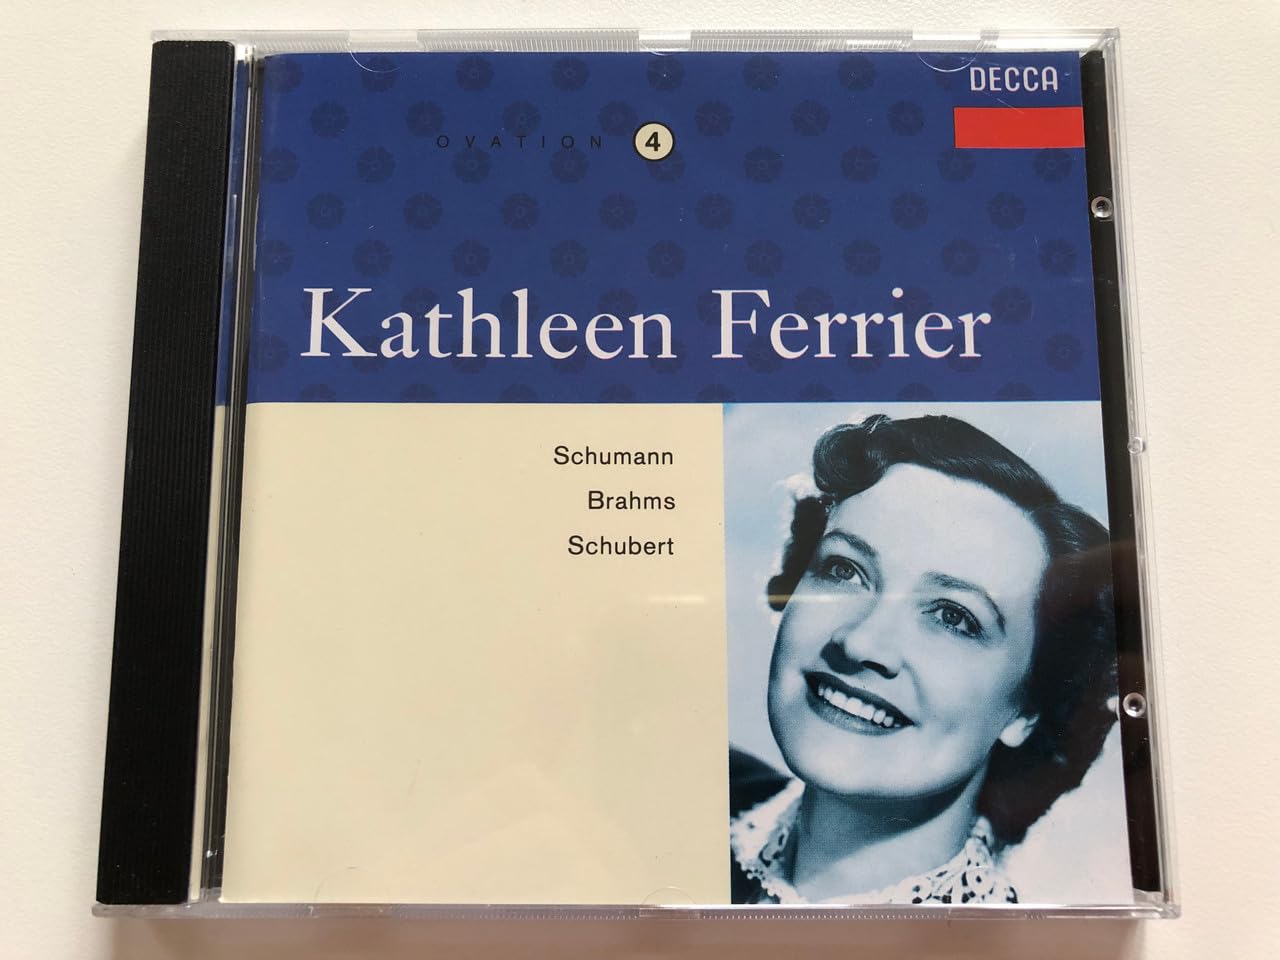 DECCA
OVATION 4
Kathleen Ferrier
Schumann
Brahms
Schubert